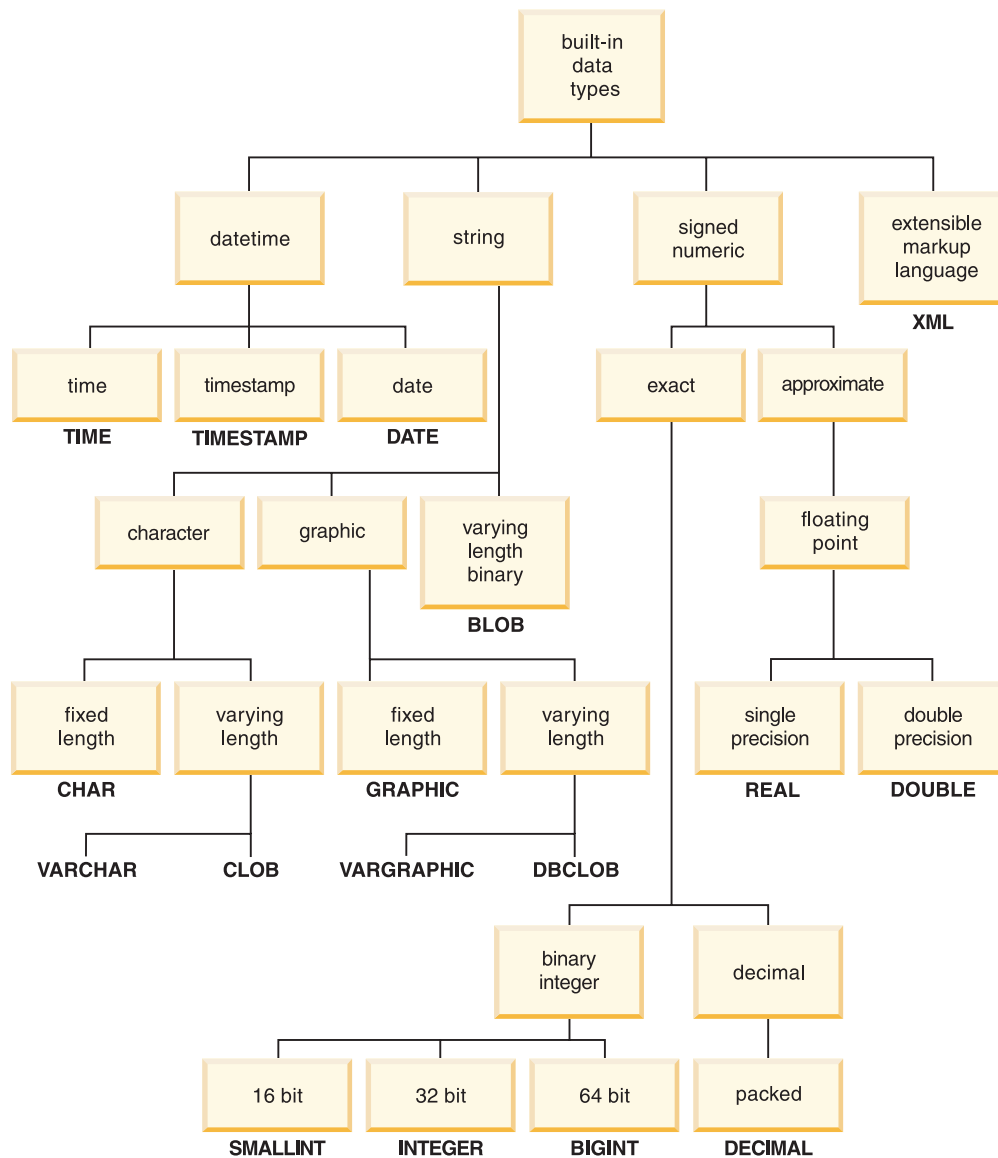 built-in
data
types
datetime
string
signed
numeric
extensible
markup
language
XML
time
timestamp
date
exact
approximate
TIME
TIMESTAMP
DATE
character
graphic
varying
length
binary
floating
point
BLOB
fixed
length
varying
length
fixed
length
varying
length
single
precision
double
precision
CHAR
GRAPHIC
REAL
DOUBLE
VARCHAR
CLOB
VARGRAPHIC
DBCLOB
binary
integer
decimal
16 bit
32 bit
64 bit
packed
SMALLINT
INTEGER
BIGINT
DECIMAL